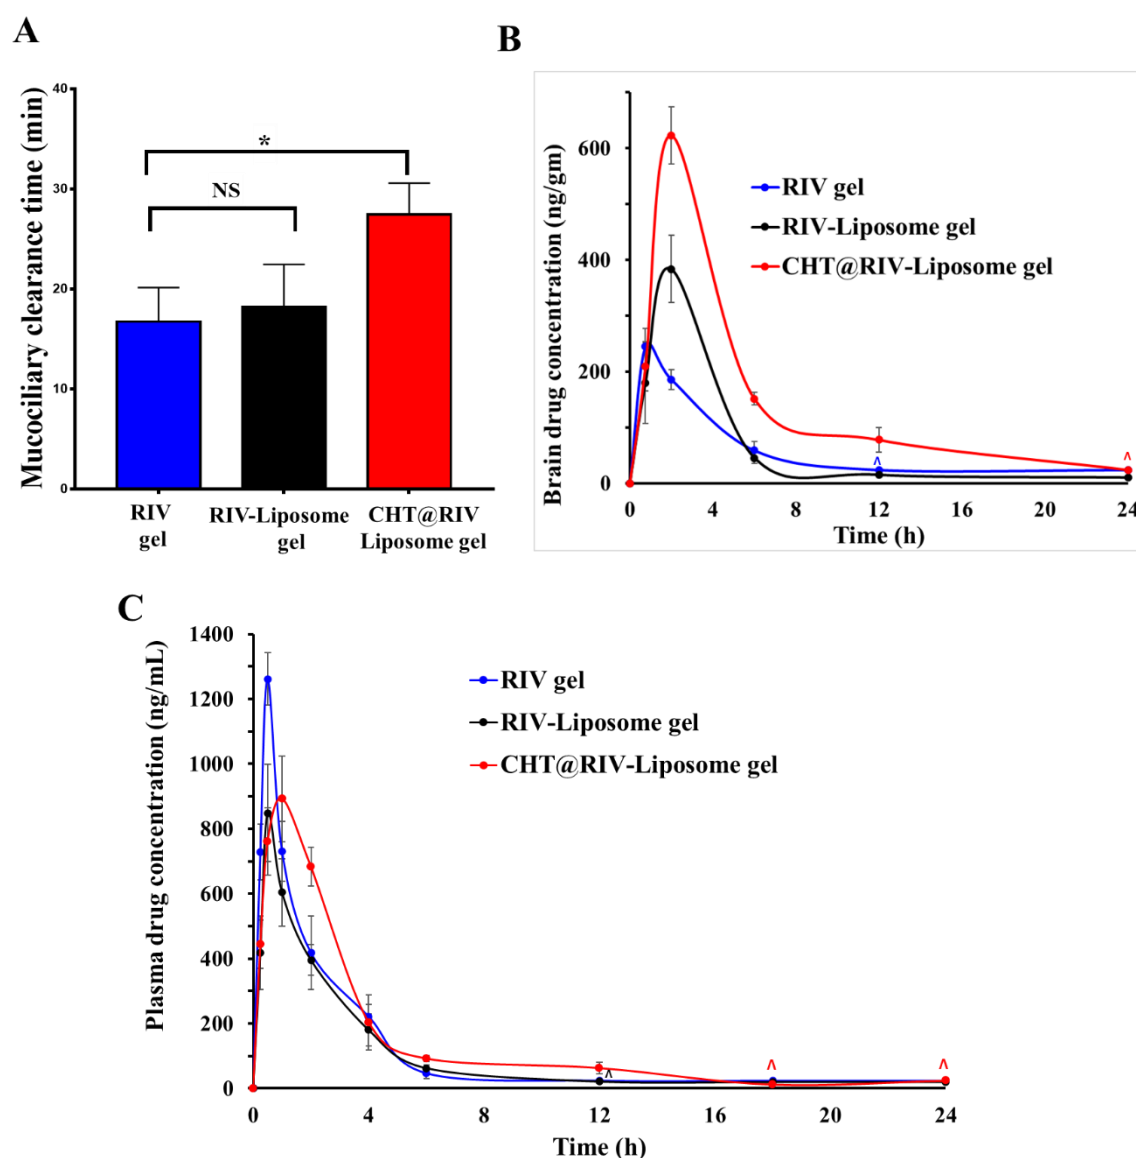 A
Mucociliary clearance time (min)
40
30
20
10
0
*
NS
RIV
gel
RIV-Liposome
gel
CHT@RIV
Liposome gel
B
Brain drug concentration (ng/gm)
600
400
200
0
RIV gel
RIV-Liposome gel
CHT@RIV-Liposome gel
^
^
0 4 8 12 16 20 24
Time (h)
C
Plasma drug concentration (ng/mL)
1400
1200
1000
800
600
400
200
0
RIV gel
RIV-Liposome gel
CHT@RIV-Liposome gel
^
^
^
0 4 8 12 16 20 24
Time (h)